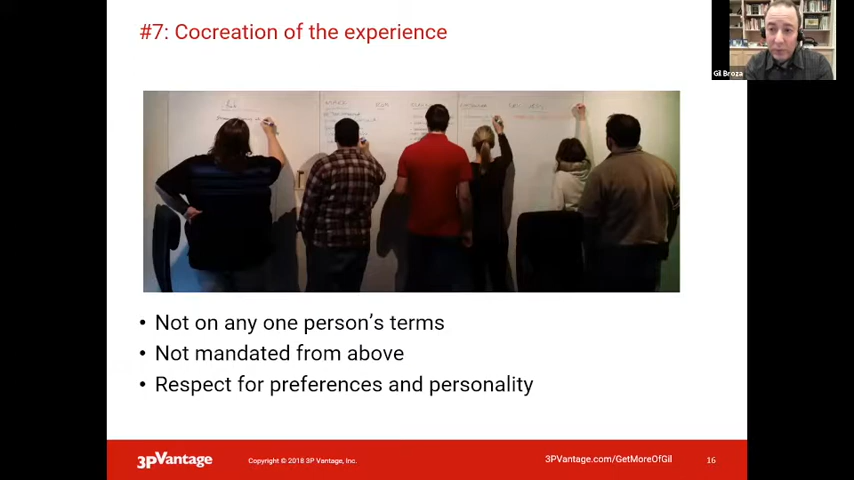 #7: Cocreation of the experience
Gil Broza
• Not on any one person's terms
• Not mandated from above
• Respect for preferences and personality
3PVantage
Copyright © 2018 3P Vantage, Inc.
3PVantage.com/GetMoreOfGil
16